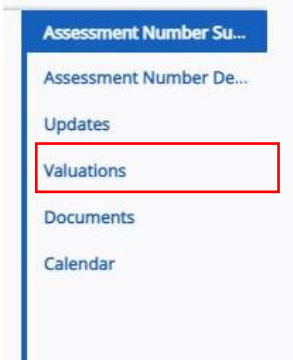 Assessment Number Su...
Assessment Number De...
Updates
Valuations
Documents
Calendar